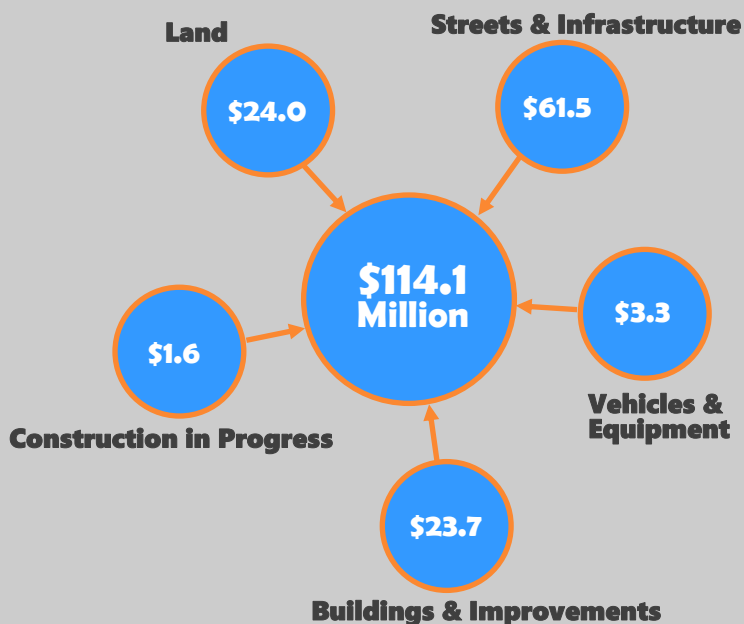 Land
$24.0
Streets & Infrastructure
$61.5
$114.1
Million
$3.3
Vehicles &
Equipment
$1.6
Construction in Progress
$23.7
Buildings & Improvements